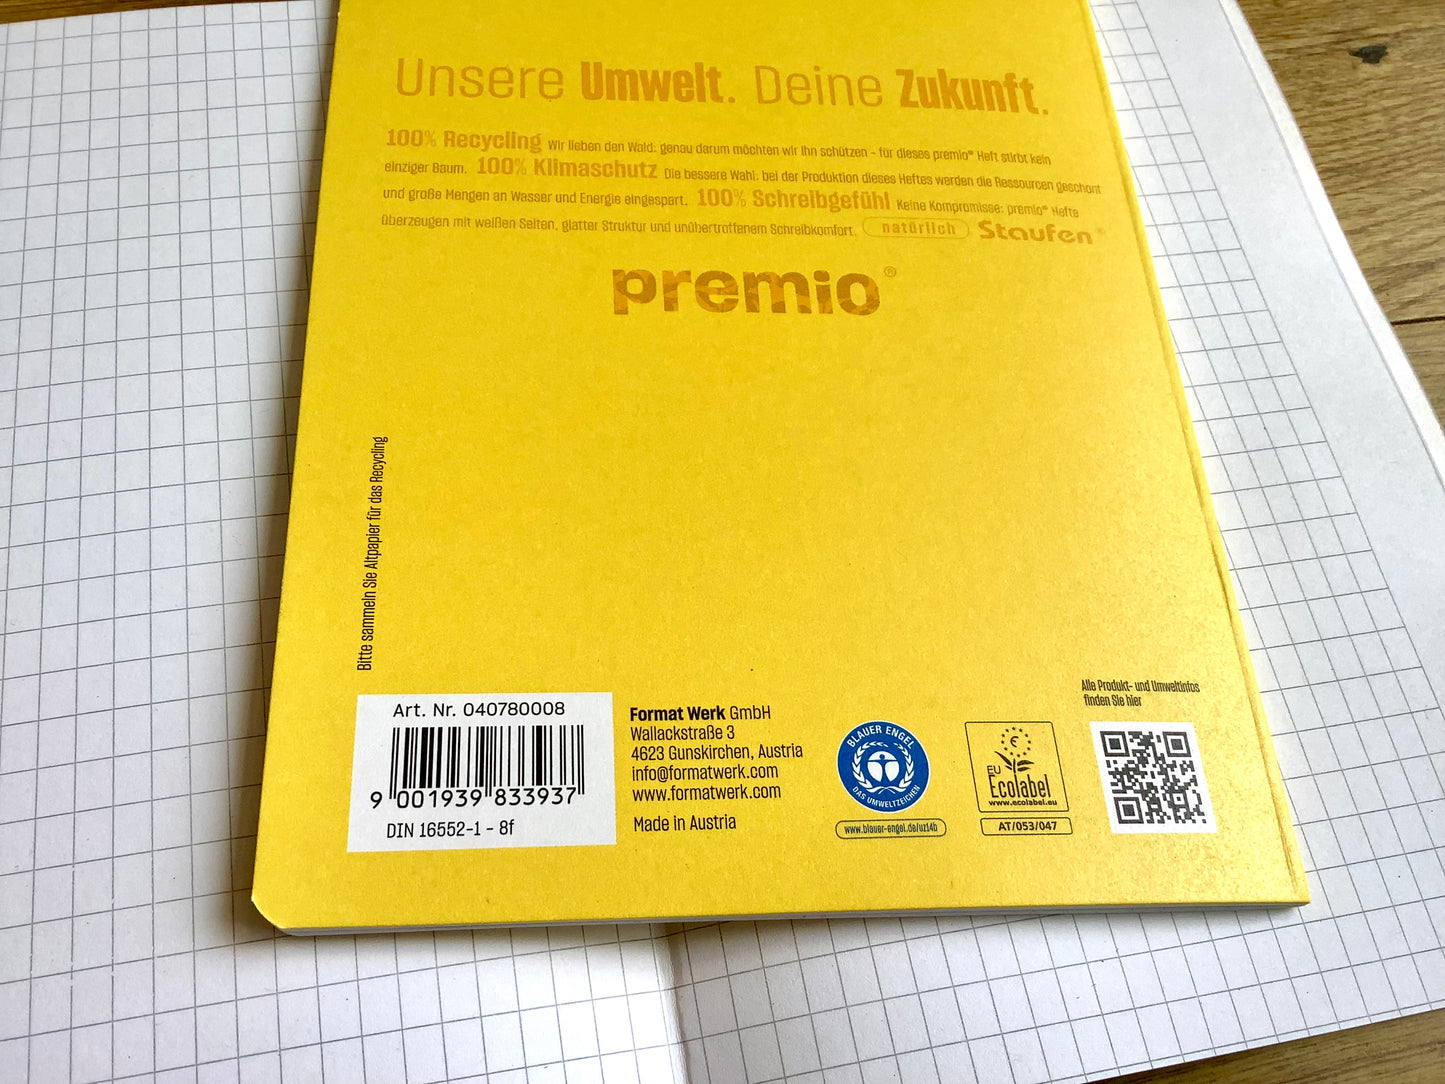 Unsere Umwelt. Deine Zukunft.
100% Recycling Wir lieben den Wald: genau darum möchten wir ihn schützen - für dieses premio® Heft stirbt kein
einziger Baum. 100% Klimaschutz Die bessere Wahl: bei der Produktion dieses Heftes werden die Ressourcen geschont
und große Mengen an Wasser und Energie eingespart. 100% Schreibgefühl Keine Kompromisse: premio® Hefte
überzeugen mit weißen Seiten, glatter Struktur und unübertroffenem Schreibkomfort. natürlich Staufen®
premio®
Bitte sammeln Sie Altpapier für das Recycling
Art. Nr. 040780008
9 001939 833937
DIN 16552-1 - 8f
Format Werk GmbH
Wallackstraße 3
4623 Gunskirchen, Austria
info@formatwerk.com
www.formatwerk.com
Made in Austria
BLAUER ENGEL
DAS UMWELTZEICHEN
www.blauer-engel.de/uz14b
€
EU
Ecolabel
www.ecolabel.eu
AT/053/047
Alle Produkt- und Umweltinfos
finden Sie hier